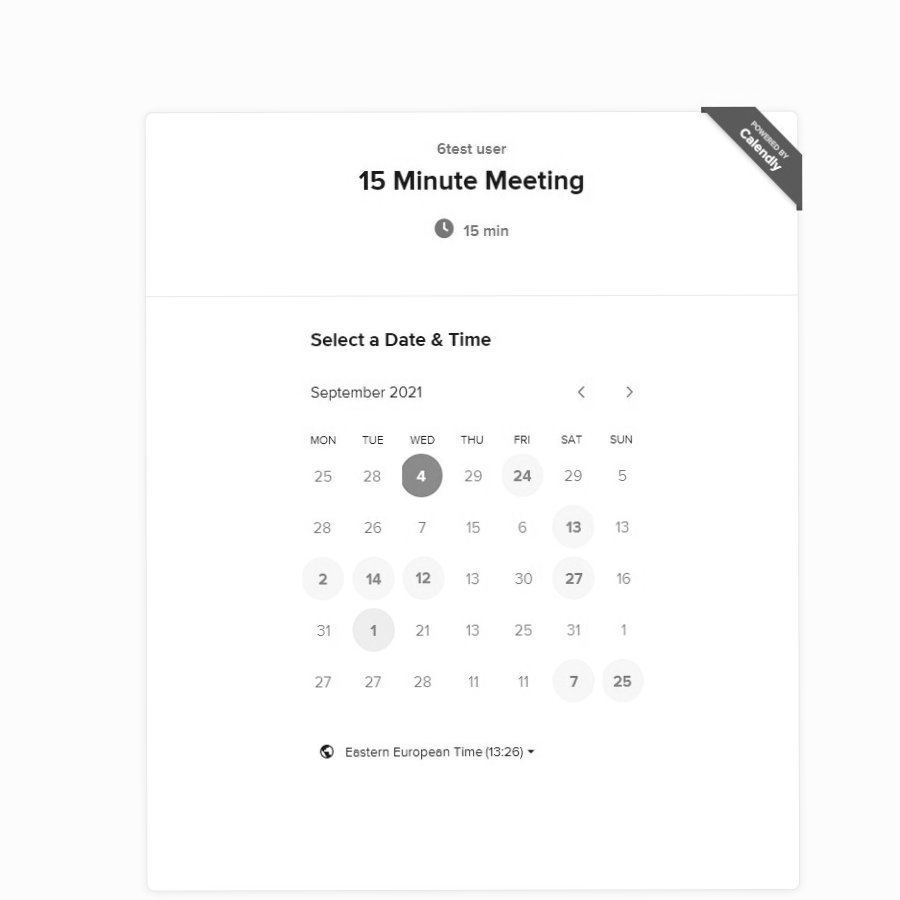 POWERED BY
Calendly
6test user
15 Minute Meeting
15 min
Select a Date & Time
September 2021
MON TUE WED THU FRI SAT SUN
25 28 4 29 24 29 5
28 26 7 15 6 13 13
2 14 12 13 30 27 16
31 1 21 13 25 31 1
27 27 28 11 11 7 25
Eastern European Time (13:26)